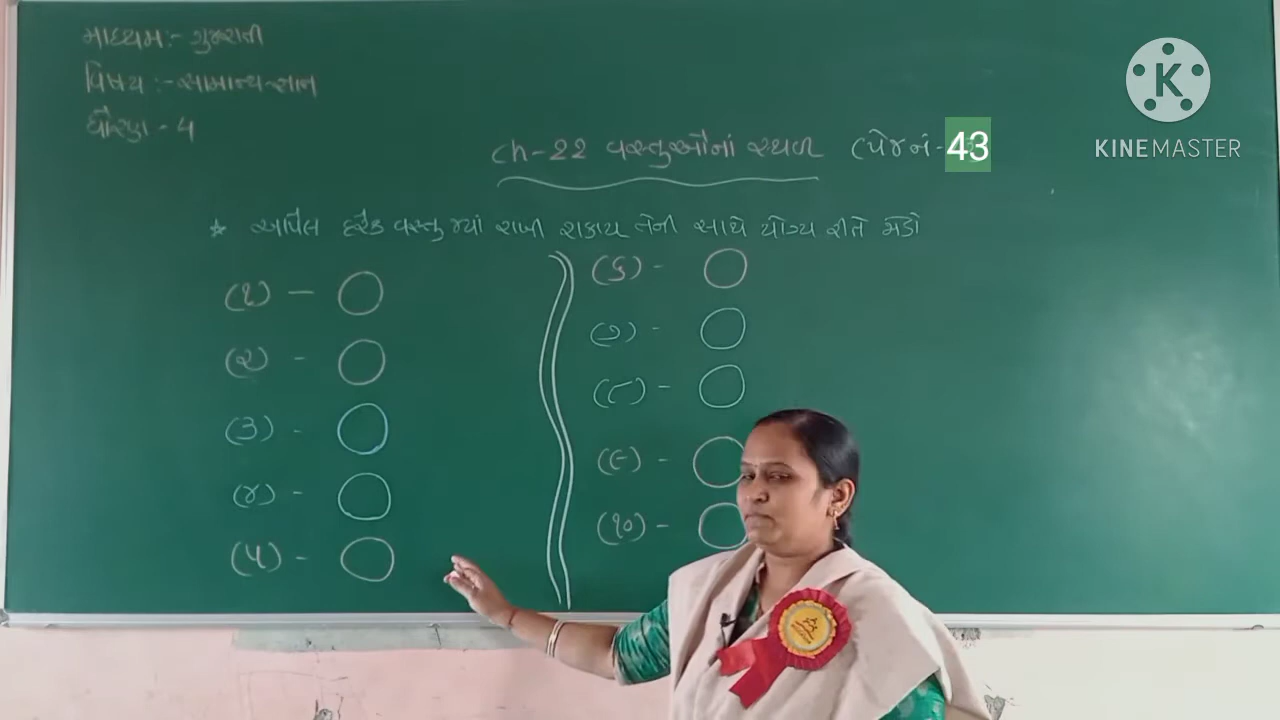 માધ્યમ:- ગુજરાતી
વિષય :- સામાન્યજ્ઞાન
ધોરણ - 4
Ch-22 વસ્તુઓનાં સ્થળ (પેજનં- 43
* આપેલ દરેક વસ્તુ જ્યાં રાખી શકાય તેની સાથે યોગ્ય રીતે જોડો
(૧) -
(૨) -
(૩) -
(૪) -
(૫) -
(૬) -
(૭) -
(૮) -
(૯) -
(૧૦) -
K
KINEMASTER